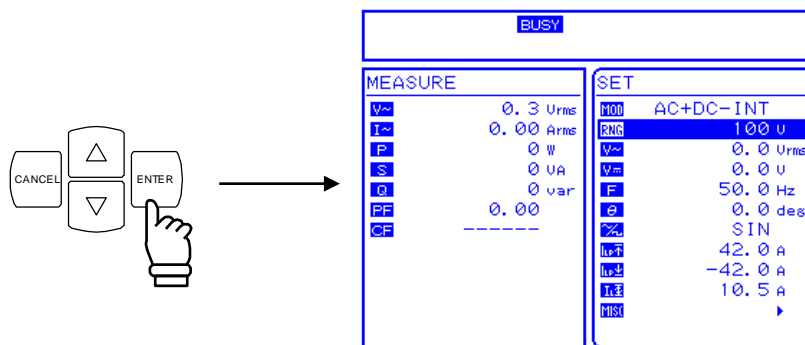 BUSY
CANCEL
ENTER
MEASURE
V~ 0.3 Vrms
I~ 0.00 Arms
P 0 W
S 0 VA
Q 0 var
PF 0.00
CF ------
SET
MOD AC+DC-INT
RNG 100 V
V~ 0.0 Vrms
V⎓ 0.0 V
F 50.0 Hz
θ 0.0 deg
SIN
42.0 A
-42.0 A
10.5 A
MISC